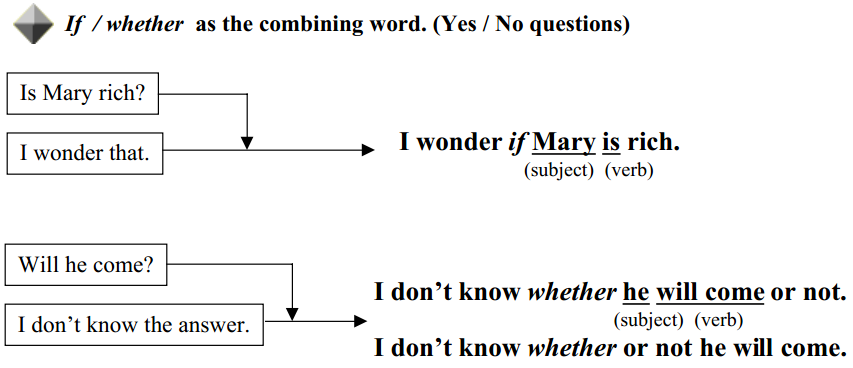 If / whether as the combining word. (Yes / No questions)
Is Mary rich?
I wonder that.
I wonder if Mary is rich.
(subject) (verb)
Will he come?
I don’t know the answer.
I don’t know whether he will come or not.
(subject) (verb)
I don’t know whether or not he will come.